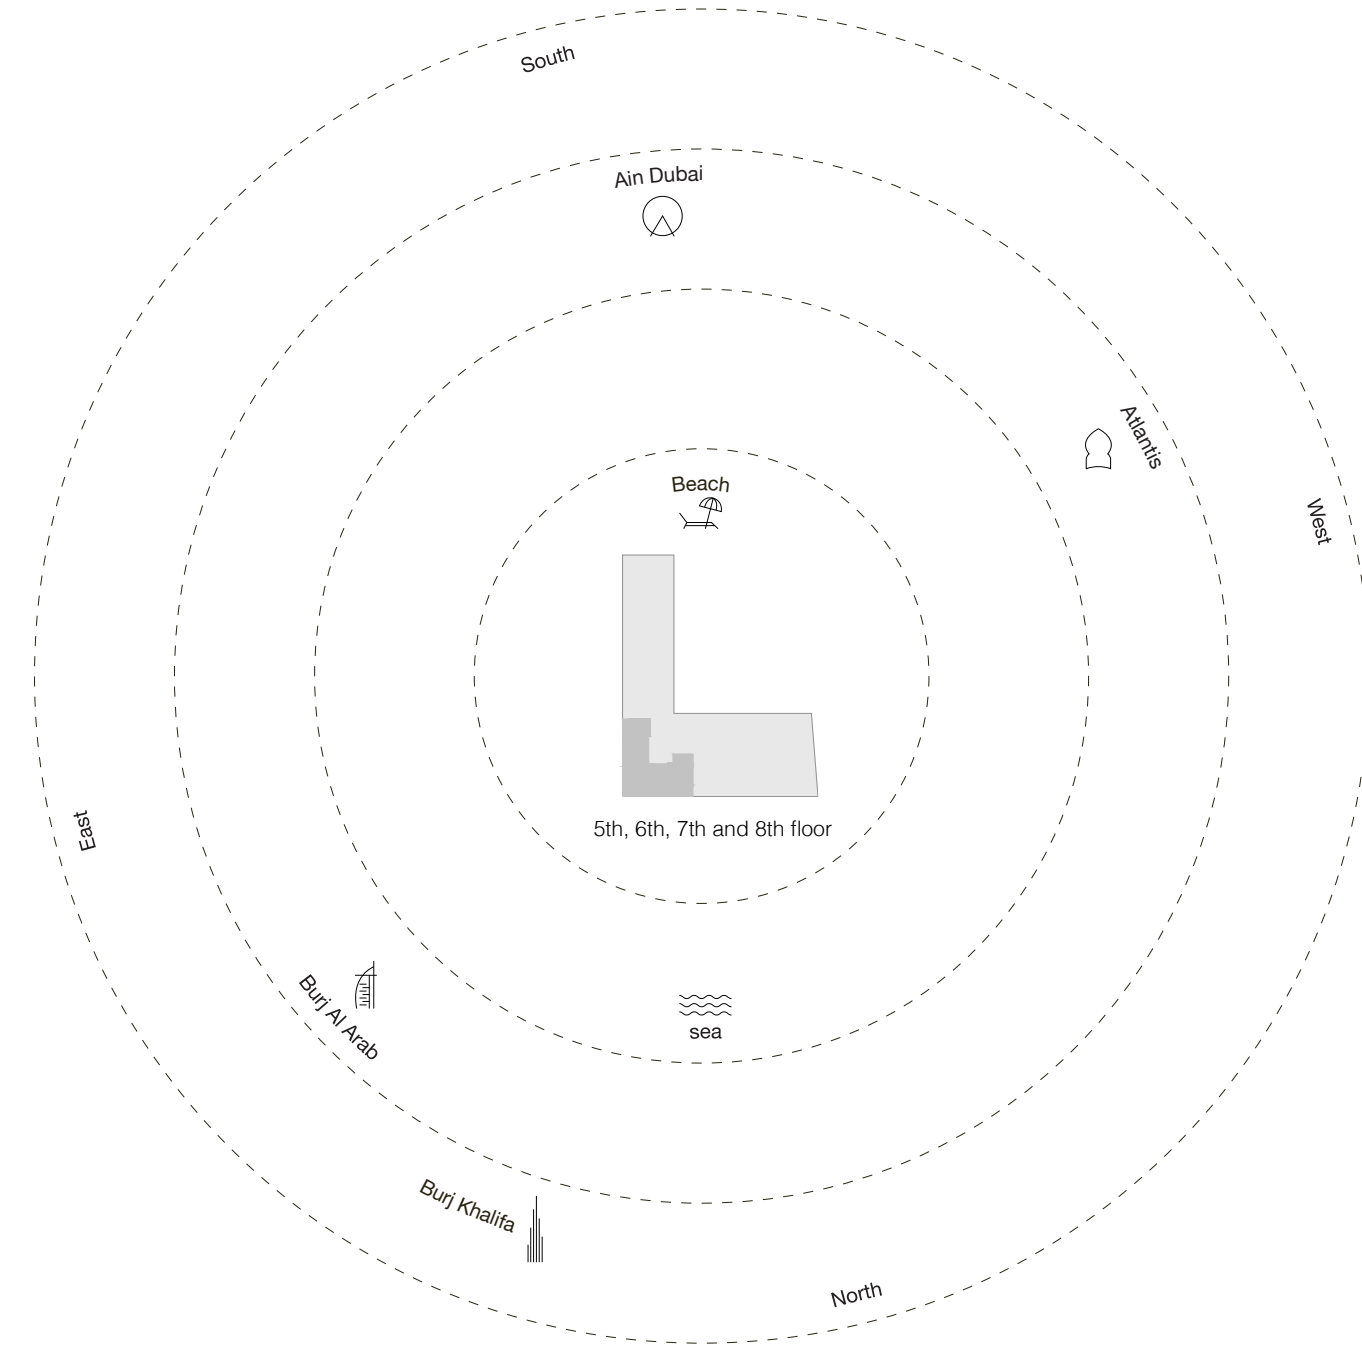 South
Ain Dubai
Atlantis
Beach
West
East
5th, 6th, 7th and 8th floor
Burj Al Arab
sea
Burj Khalifa
North